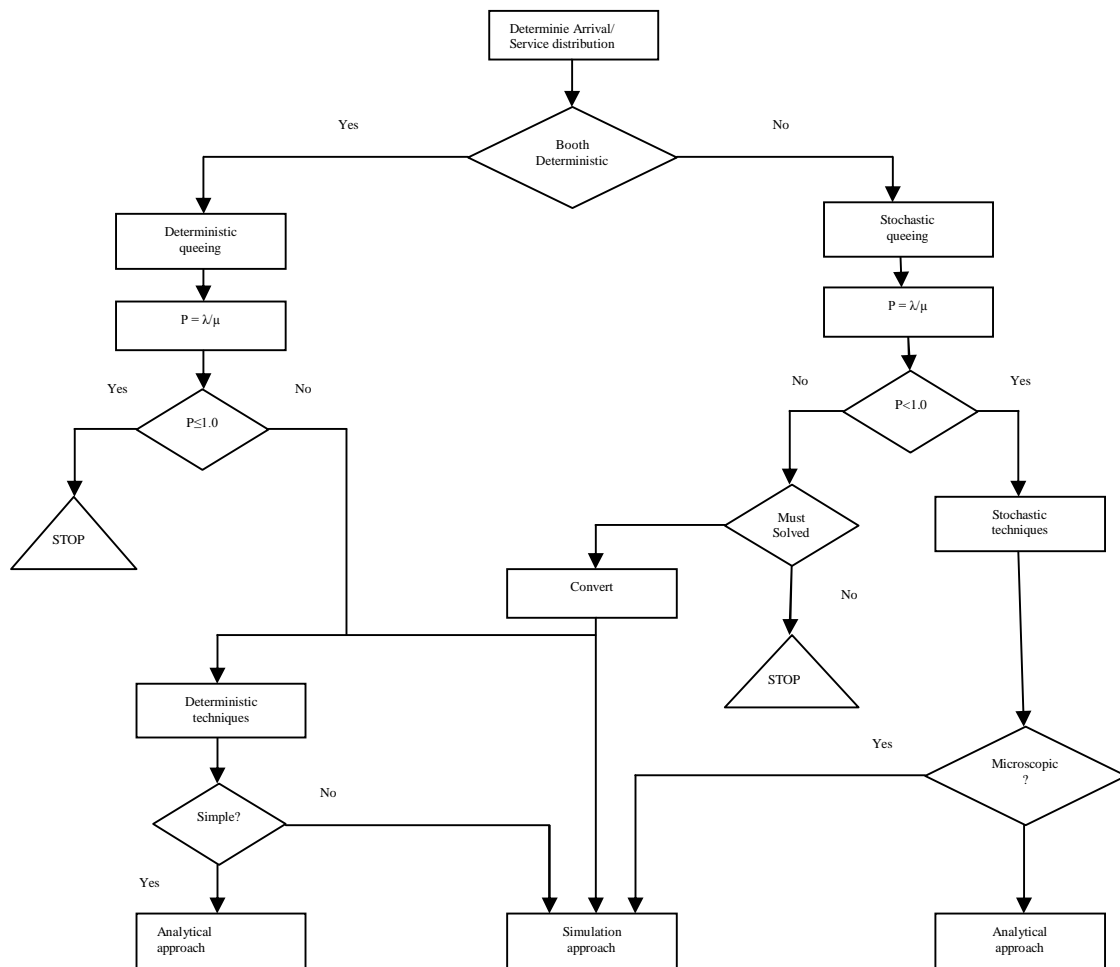 Determinie Arrival/
Service distribution
Yes
No
Booth
Deterministic
Deterministic
queeing
Stochastic
queeing
P = λ/μ
P = λ/μ
Yes
No
No
Yes
P≤1.0
P<1.0
STOP
Must
Solved
Stochastic
techniques
Convert
No
STOP
Deterministic
techniques
Yes
Microscopic
?
No
Simple?
Yes
Analytical
approach
Simulation
approach
Analytical
approach